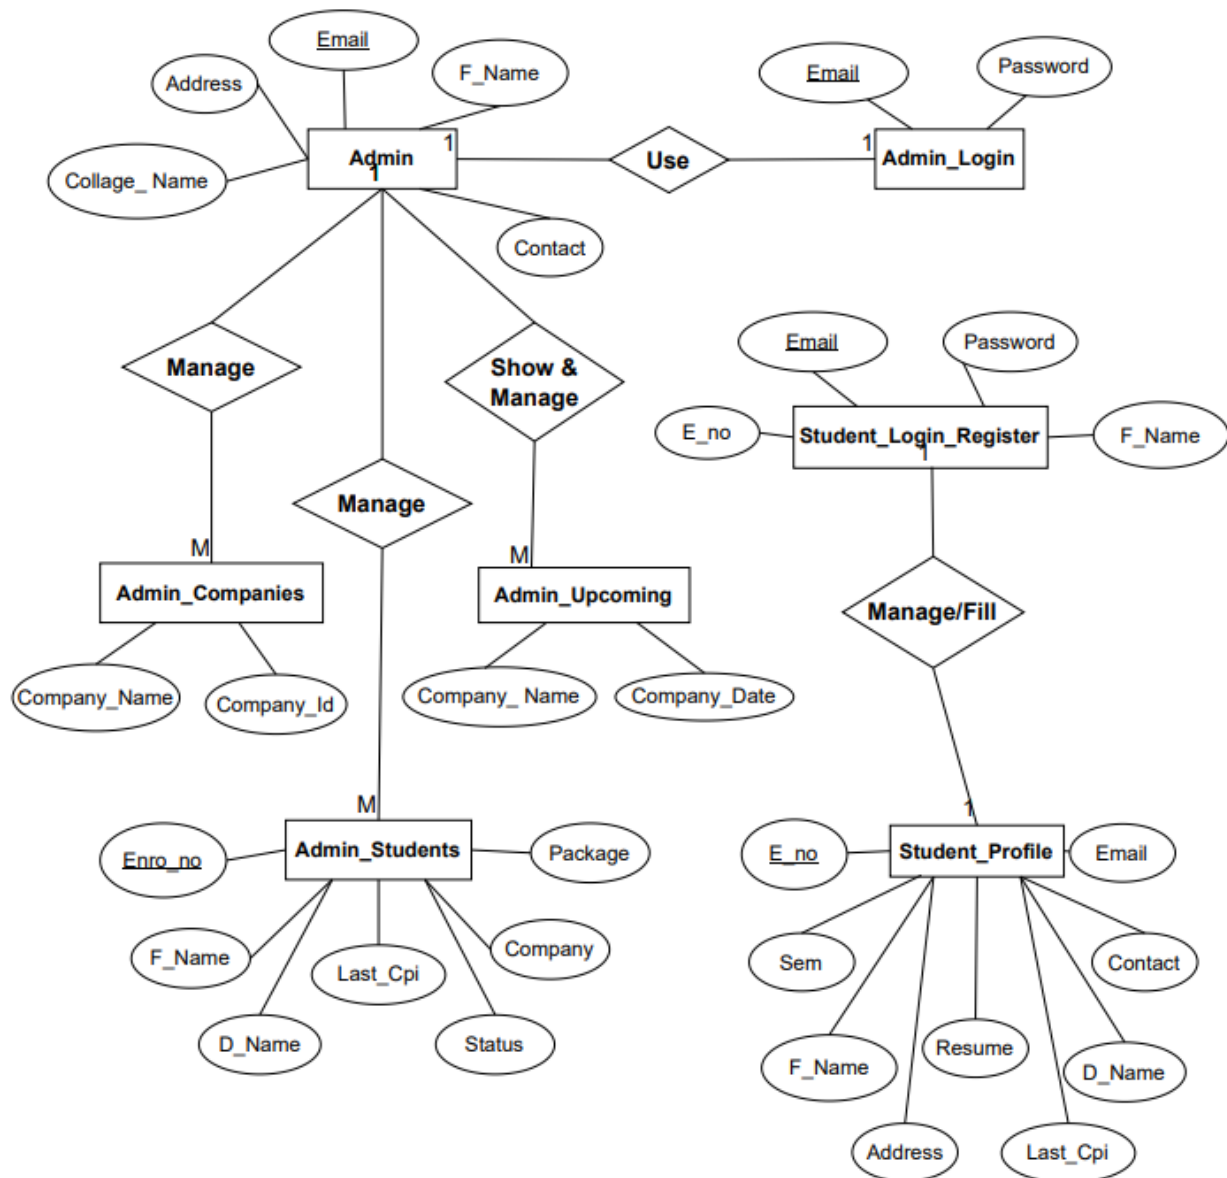 Email
Address
F_Name
Email
Password
1
Admin
1
Use
1
Admin_Login
Collage_ Name
Contact
Manage
Show &
Manage
Email
Password
E_no
Student_Login_Register
1
F_Name
Manage
M
M
Admin_Companies
Admin_Upcoming
Manage/Fill
Company_Name
Company_Id
Company_ Name
Company_Date
M
1
Enro_no
Admin_Students
Package
E_no
Student_Profile
Email
F_Name
Last_Cpi
Company
Sem
Contact
D_Name
Status
F_Name
Resume
D_Name
Address
Last_Cpi